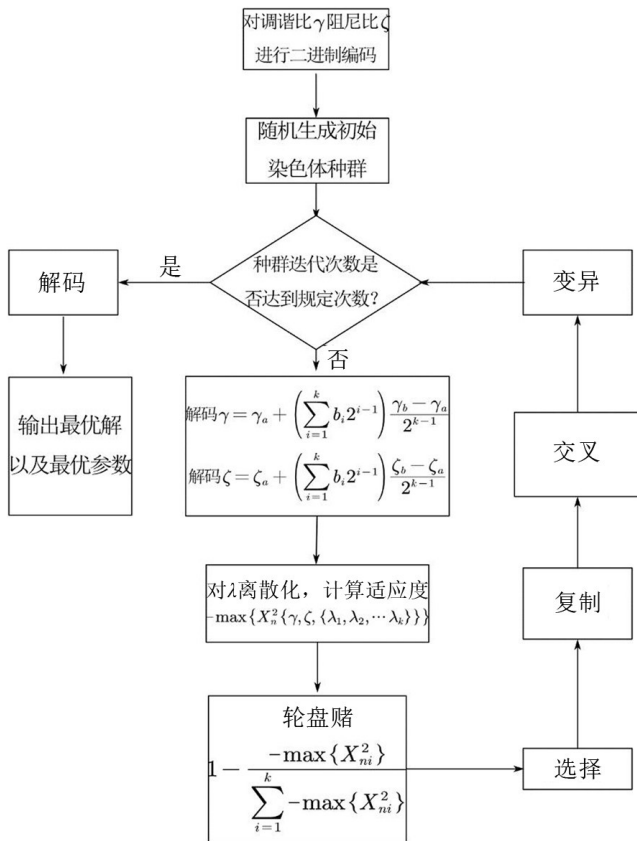 对调谐比γ阻尼比ζ
进行二进制编码
随机生成初始
染色体种群
种群迭代次数是
否达到规定次数？
是
解码
输出最优解
以及最优参数
否
解码γ = γ_a + (∑_{i=1}^{k} b_i 2^{i−1}) (γ_b − γ_a)/2^{k−1}
解码ζ = ζ_a + (∑_{i=1}^{k} b_i 2^{i−1}) (ζ_b − ζ_a)/2^{k−1}
对λ离散化，计算适应度
−max{X_n^2{γ, ζ, {λ_1, λ_2, ⋯ λ_k}}}
轮盘赌
1 − (−max{X_{ni}^2})/(∑_{i=1}^{k} −max{X_{ni}^2})
选择
复制
交叉
变异